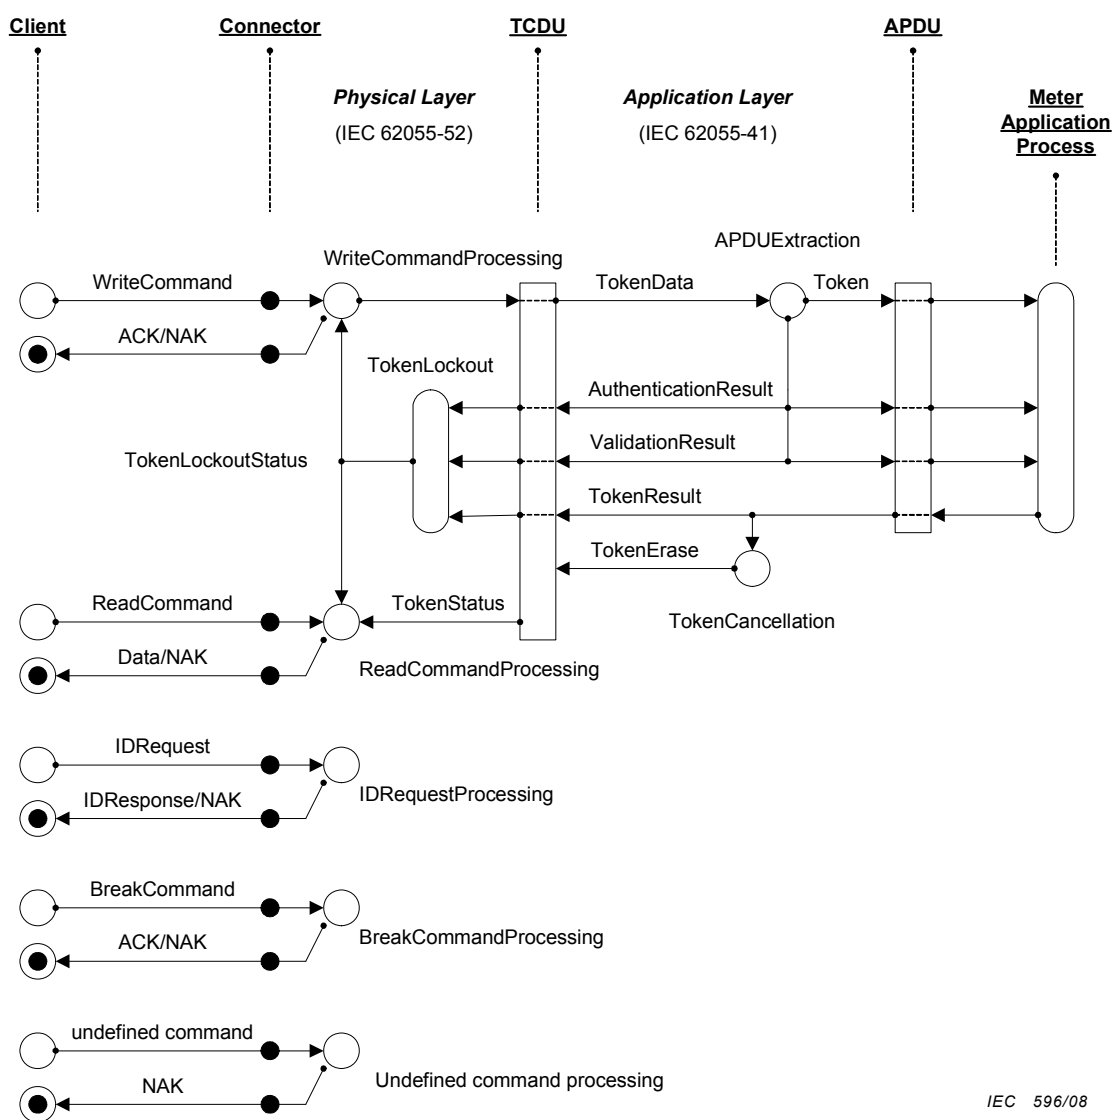 Client Connector TCDU APDU
Physical Layer Application Layer Meter
(IEC 62055-52) (IEC 62055-41) Application
Process
APDUExtraction
WriteCommandProcessing
WriteCommand TokenData Token
ACK/NAK
TokenLockout
AuthenticationResult
TokenLockoutStatus ValidationResult
TokenResult
TokenErase
ReadCommand TokenStatus
TokenCancellation
Data/NAK ReadCommandProcessing
IDRequest
IDResponse/NAK IDRequestProcessing
BreakCommand
ACK/NAK BreakCommandProcessing
undefined command
NAK Undefined command processing
IEC 596/08